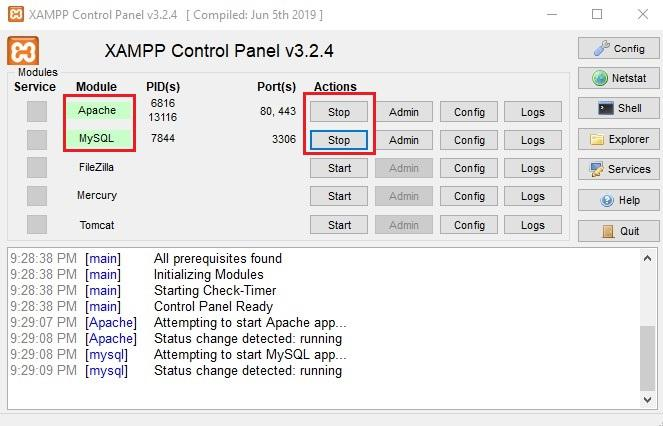 XAMPP Control Panel v3.2.4 [ Compiled: Jun 5th 2019 ]
XAMPP Control Panel v3.2.4
Config
Modules
Service Module PID(s) Port(s) Actions
Netstat
Apache 6816 13116 80, 443 Stop Admin Config Logs
Shell
MySQL 7844 3306 Stop Admin Config Logs
Explorer
FileZilla Start Admin Config Logs
Services
Mercury Start Admin Config Logs
Help
Tomcat Start Admin Config Logs
Quit
9:28:38 PM [main] All prerequisites found
9:28:38 PM [main] Initializing Modules
9:28:38 PM [main] Starting Check-Timer
9:28:38 PM [main] Control Panel Ready
9:29:07 PM [Apache] Attempting to start Apache app...
9:29:08 PM [Apache] Status change detected: running
9:29:08 PM [mysql] Attempting to start MySQL app...
9:29:09 PM [mysql] Status change detected: running